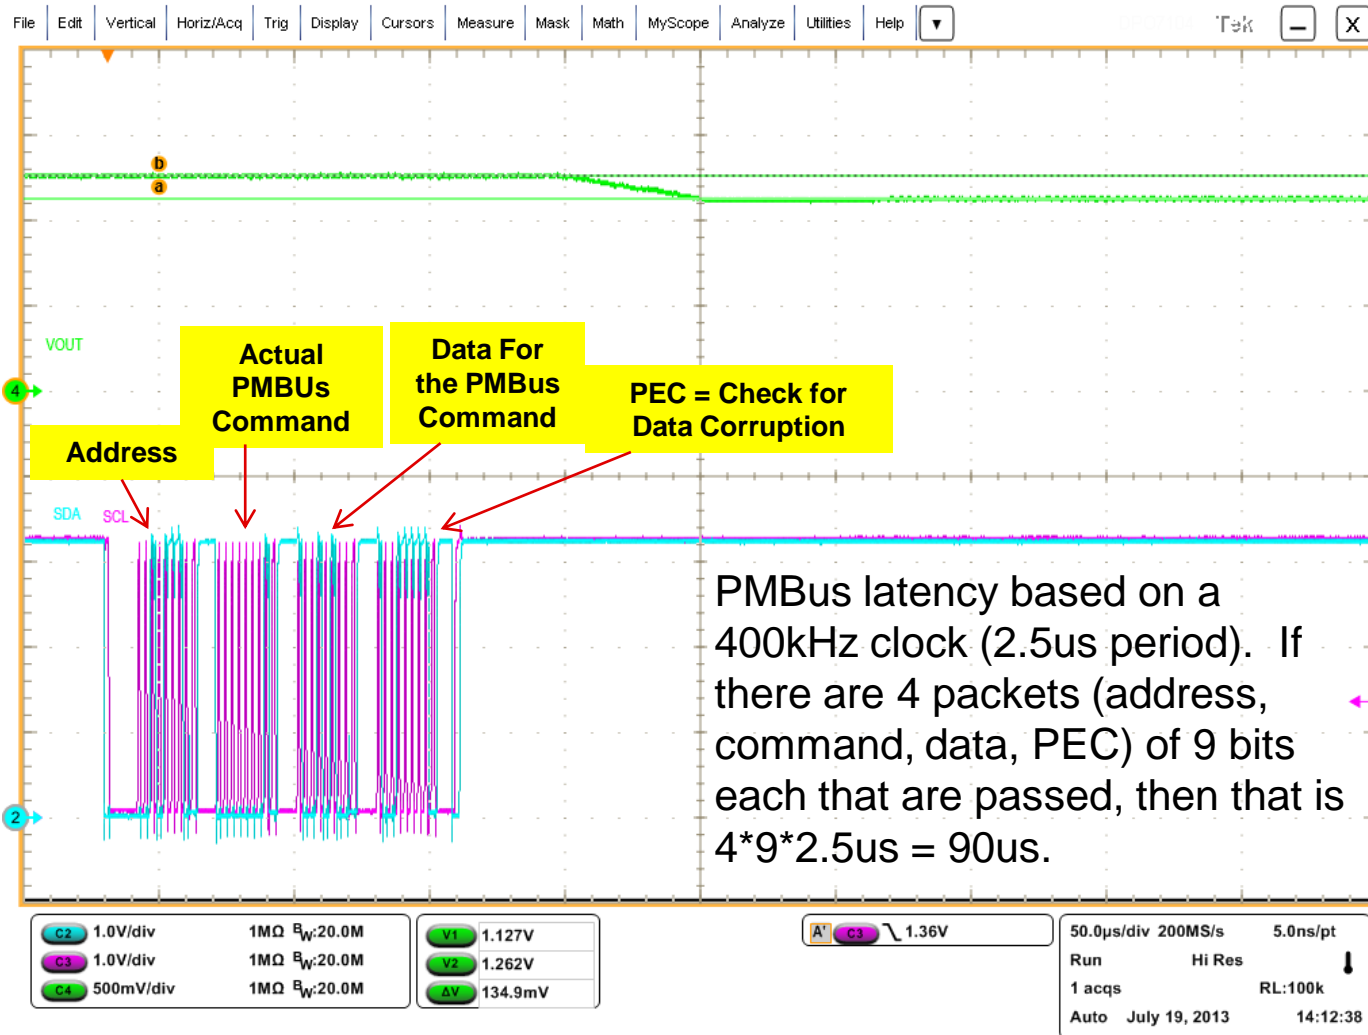 File Edit Vertical Horiz/Acq Trig Display Cursors Measure Mask Math MyScope Analyze Utilities Help Tek X
b
a
VOUT
4
Actual
PMBUs
Command
Data For
the PMBus
Command
PEC = Check for
Data Corruption
Address
SDA SCL
PMBus latency based on a
400kHz clock (2.5us period). If
there are 4 packets (address,
command, data, PEC) of 9 bits
each that are passed, then that is
4*9*2.5us = 90us.
2
C2 1.0V/div 1MΩ BW:20.0M
C3 1.0V/div 1MΩ BW:20.0M
C4 500mV/div 1MΩ BW:20.0M
V1 1.127V
V2 1.262V
ΔV 134.9mV
A' C3 1.36V
50.0µs/div 200MS/s 5.0ns/pt
Run Hi Res
1 acqs RL:100k
Auto July 19, 2013 14:12:38